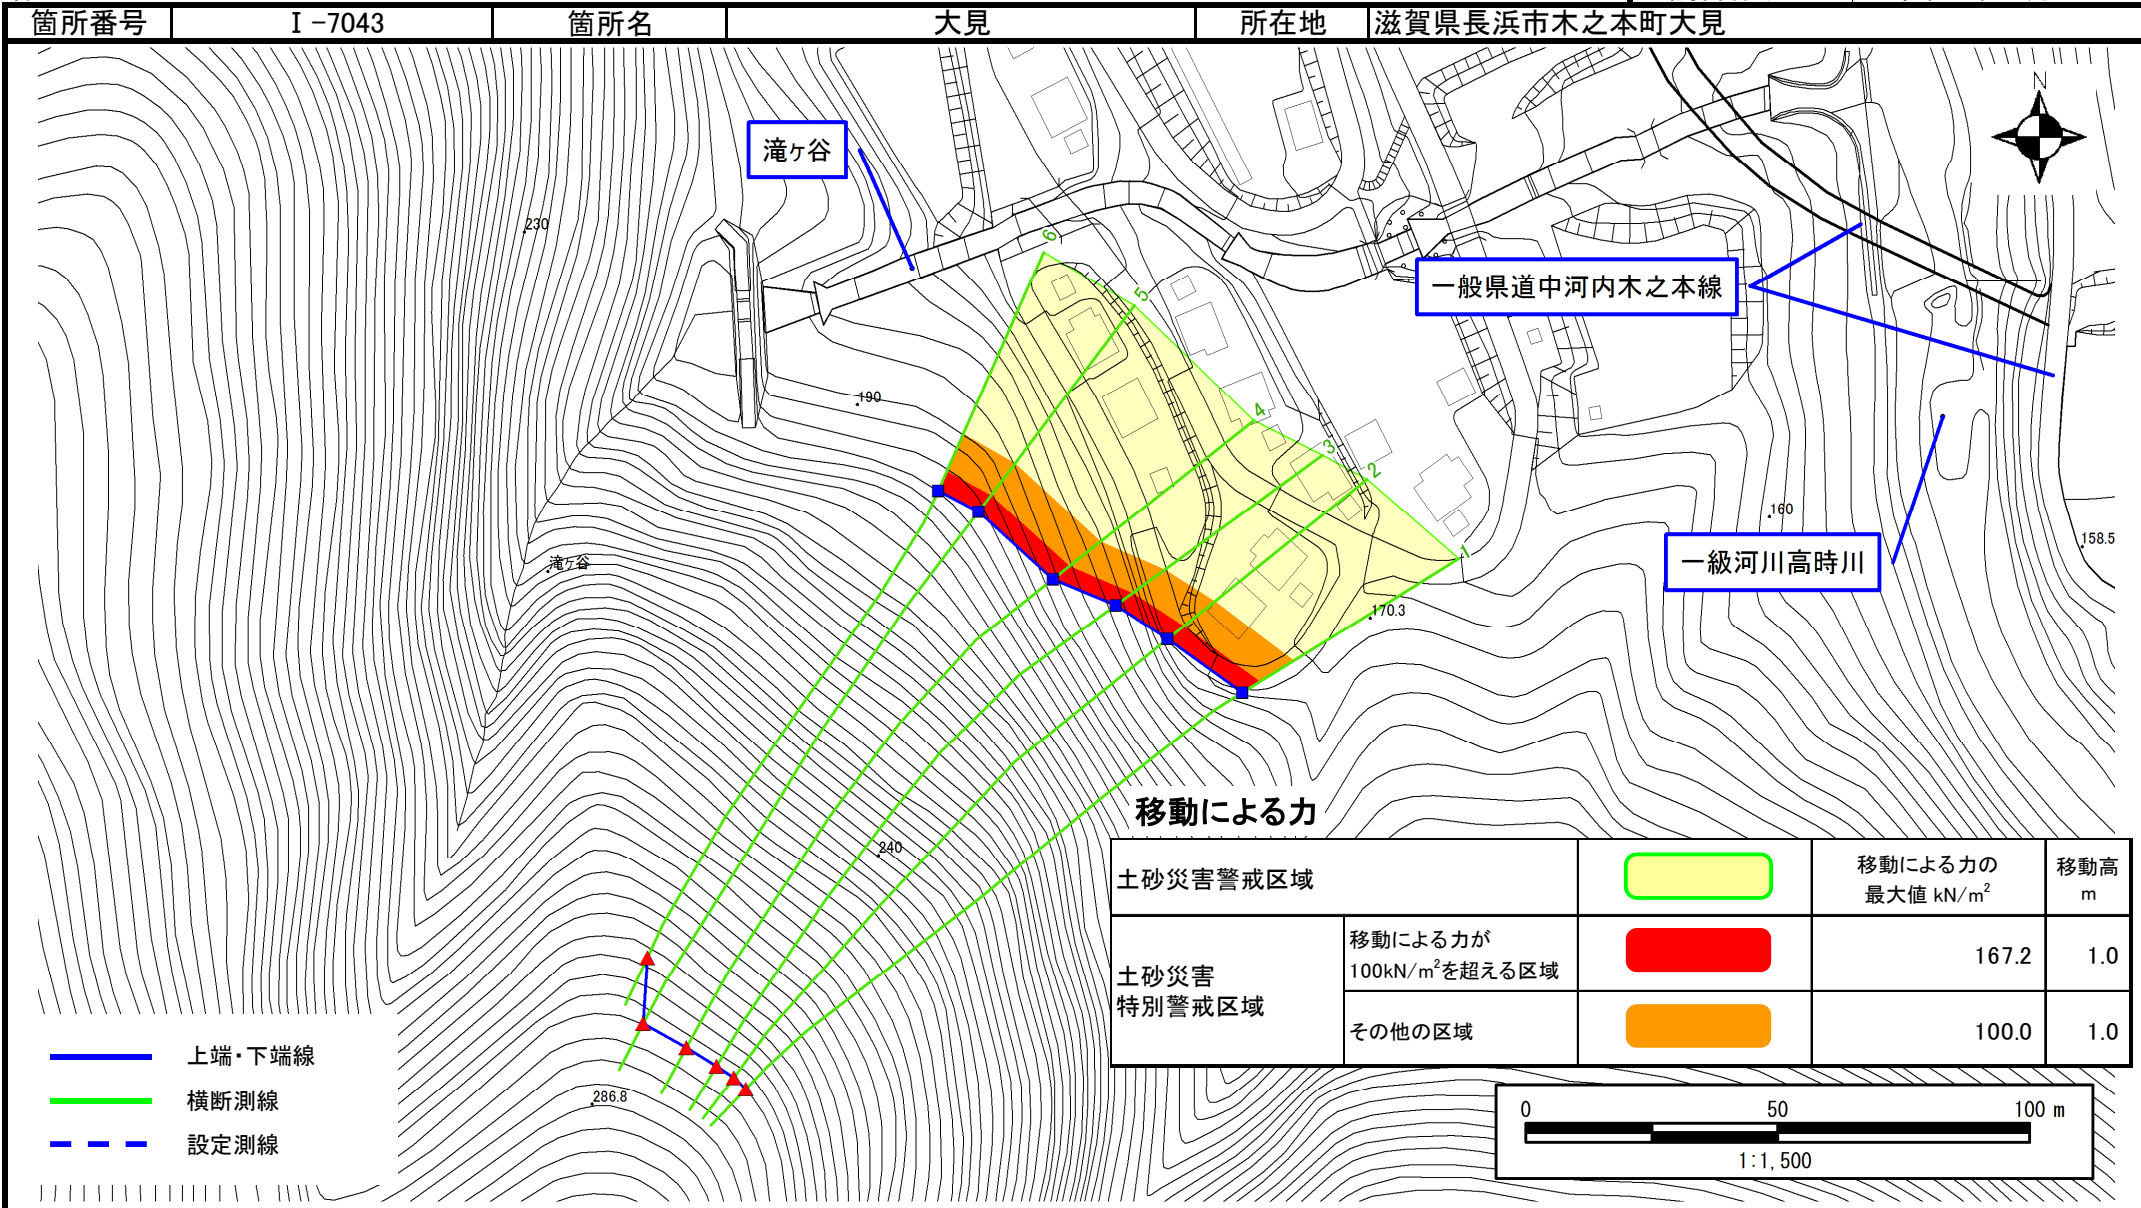 箇所番号 Ⅰ-7043 箇所名 大見 所在地 滋賀県長浜市木之本町大見
N
滝ヶ谷
230
6
5
一般県道中河内木之本線
190
4
3
2
160
1
158.5
滝ヶ谷
一級河川高時川
170.3
240
286.8
移動による力
土砂災害警戒区域
移動による力の
最大値 kN/m²
移動高
m
土砂災害
特別警戒区域
移動による力が
100kN/m²を超える区域
167.2 1.0
その他の区域
100.0 1.0
上端・下端線
横断測線
設定測線
0 50 100 m
1:1,500